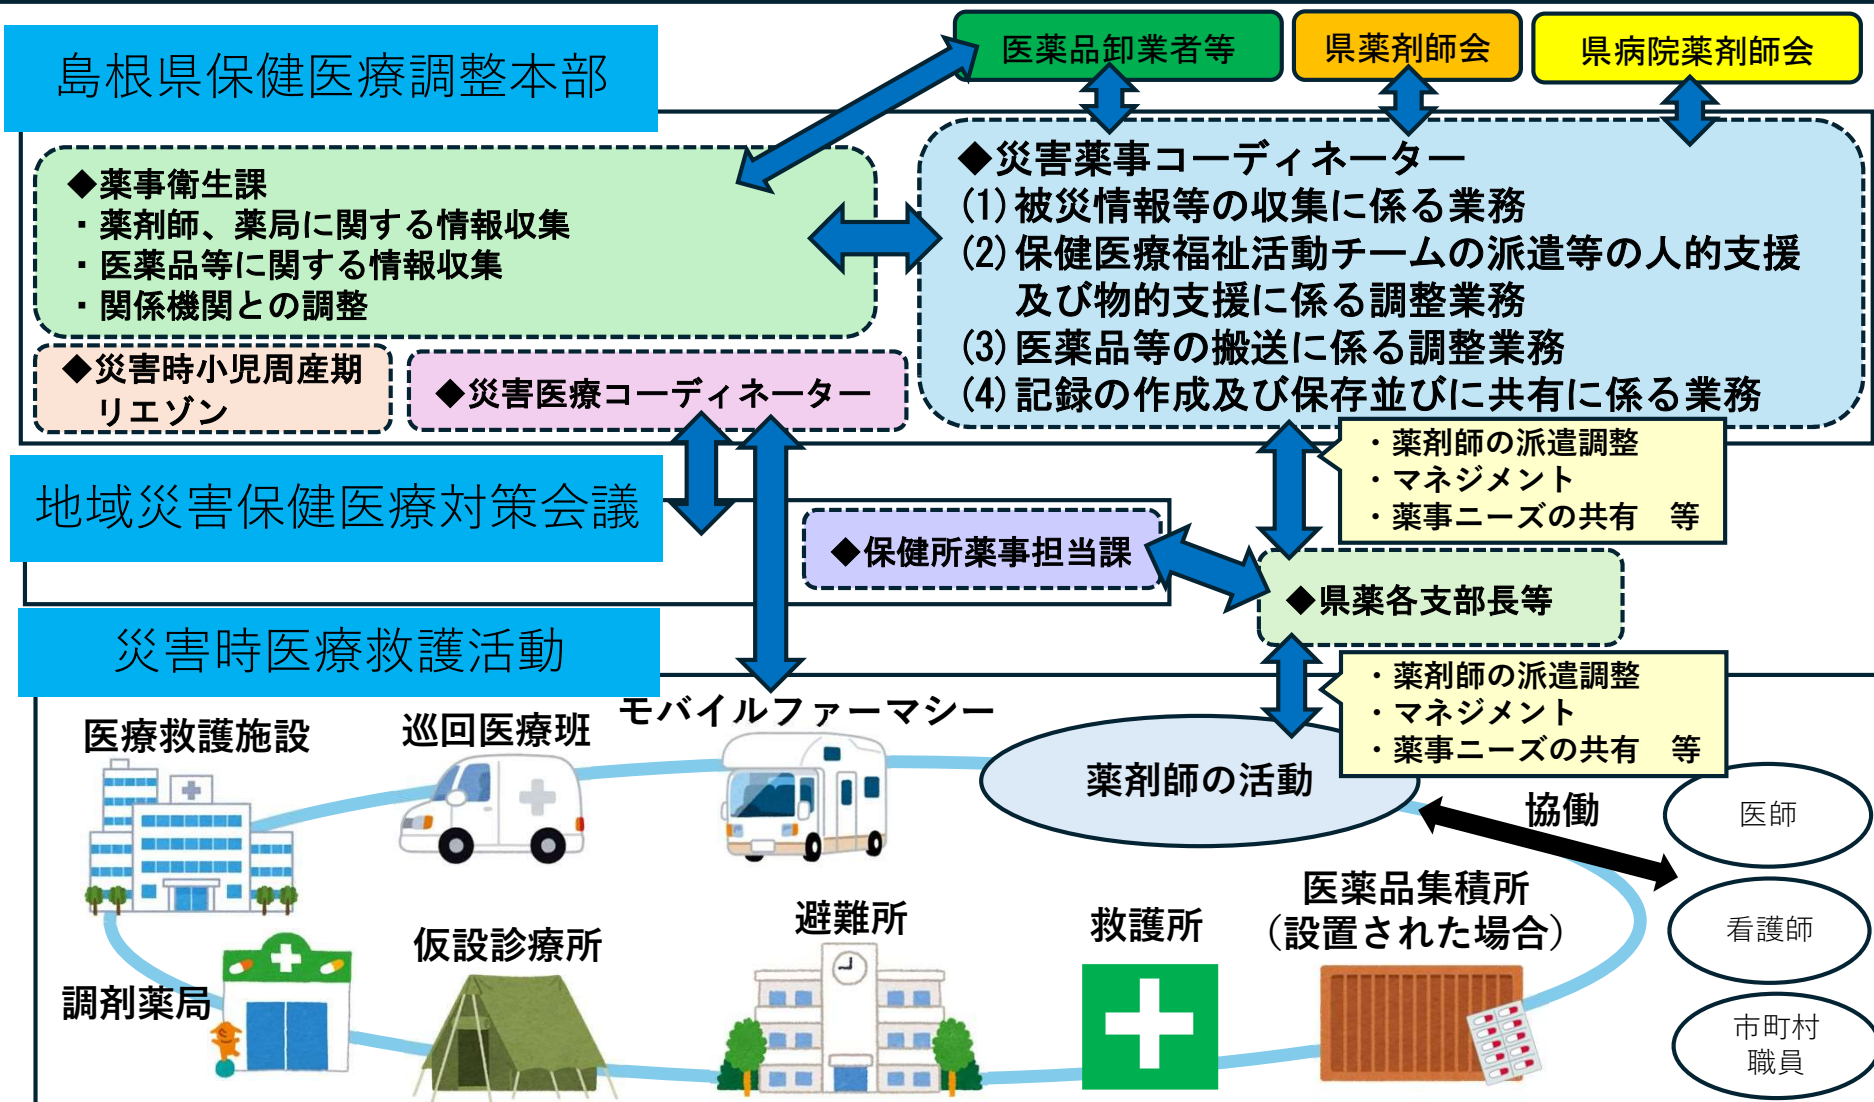 島根県保健医療調整本部
医薬品卸業者等
県薬剤師会
県病院薬剤師会
◆薬事衛生課
・薬剤師、薬局に関する情報収集
・医薬品等に関する情報収集
・関係機関との調整
◆災害薬事コーディネーター
(1)被災情報等の収集に係る業務
(2)保健医療福祉活動チームの派遣等の人的支援
及び物的支援に係る調整業務
(3)医薬品等の搬送に係る調整業務
(4)記録の作成及び保存並びに共有に係る業務
◆災害時小児周産期
リエゾン
◆災害医療コーディネーター
・薬剤師の派遣調整
・マネジメント
・薬事ニーズの共有　等
地域災害保健医療対策会議
◆保健所薬事担当課
◆県薬各支部長等
災害時医療救護活動
・薬剤師の派遣調整
・マネジメント
・薬事ニーズの共有　等
医療救護施設
巡回医療班
モバイルファーマシー
薬剤師の活動
協働
医師
看護師
市町村
職員
調剤薬局
仮設診療所
避難所
救護所
医薬品集積所
（設置された場合）